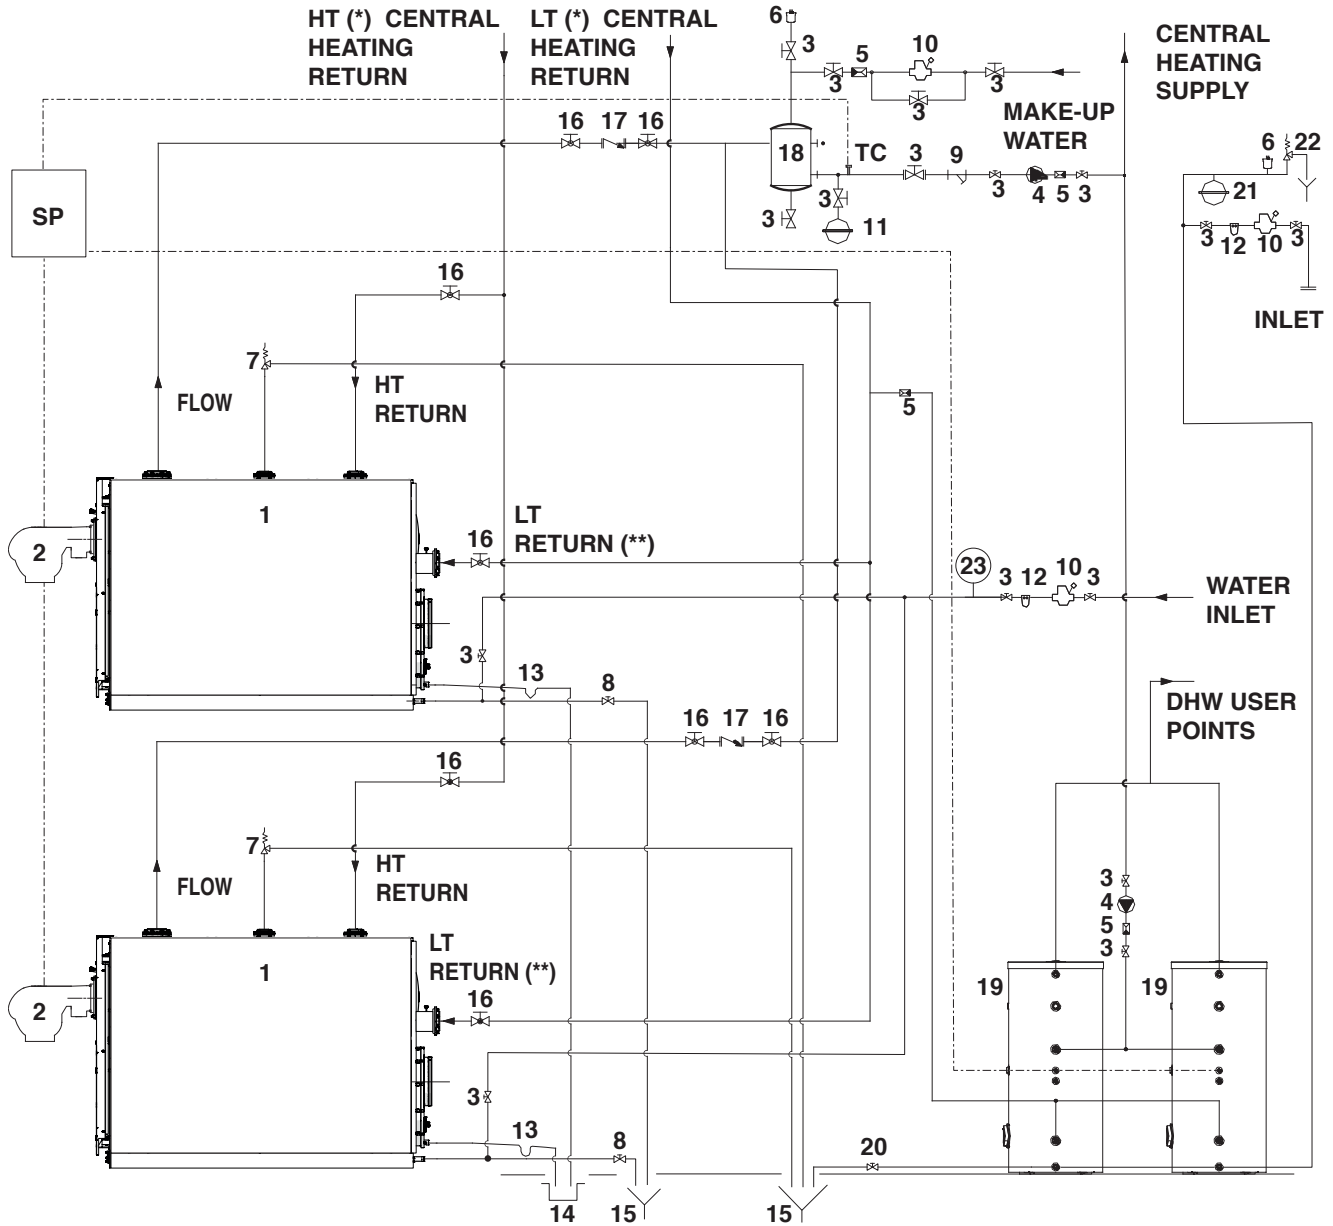 HT (*) CENTRAL
HEATING
RETURN
LT (*) CENTRAL
HEATING
RETURN
6
3
5
10
3
3
3
MAKE-UP
WATER
CENTRAL
HEATING
SUPPLY
16
17
16
18
TC
3
9
3
4
5
3
6
22
SP
3
3
11
21
3
12
10
3
INLET
16
7
FLOW
HT
RETURN
5
1
2
LT
RETURN (**)
16
23
3
12
10
3
WATER
INLET
3
13
8
16
17
16
DHW USER
POINTS
16
7
FLOW
HT
RETURN
3
4
5
3
1
2
LT
RETURN (**)
16
19
19
3
13
8
20
14
15
15